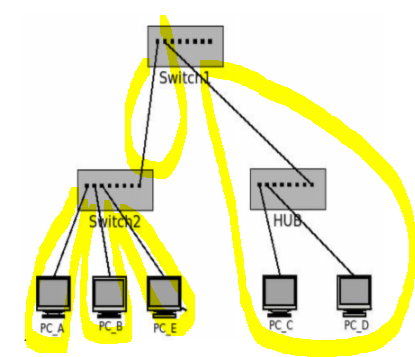 Switch1
Switch2
HUB
PC_A
PC_B
PC_E
PC_C
PC_D